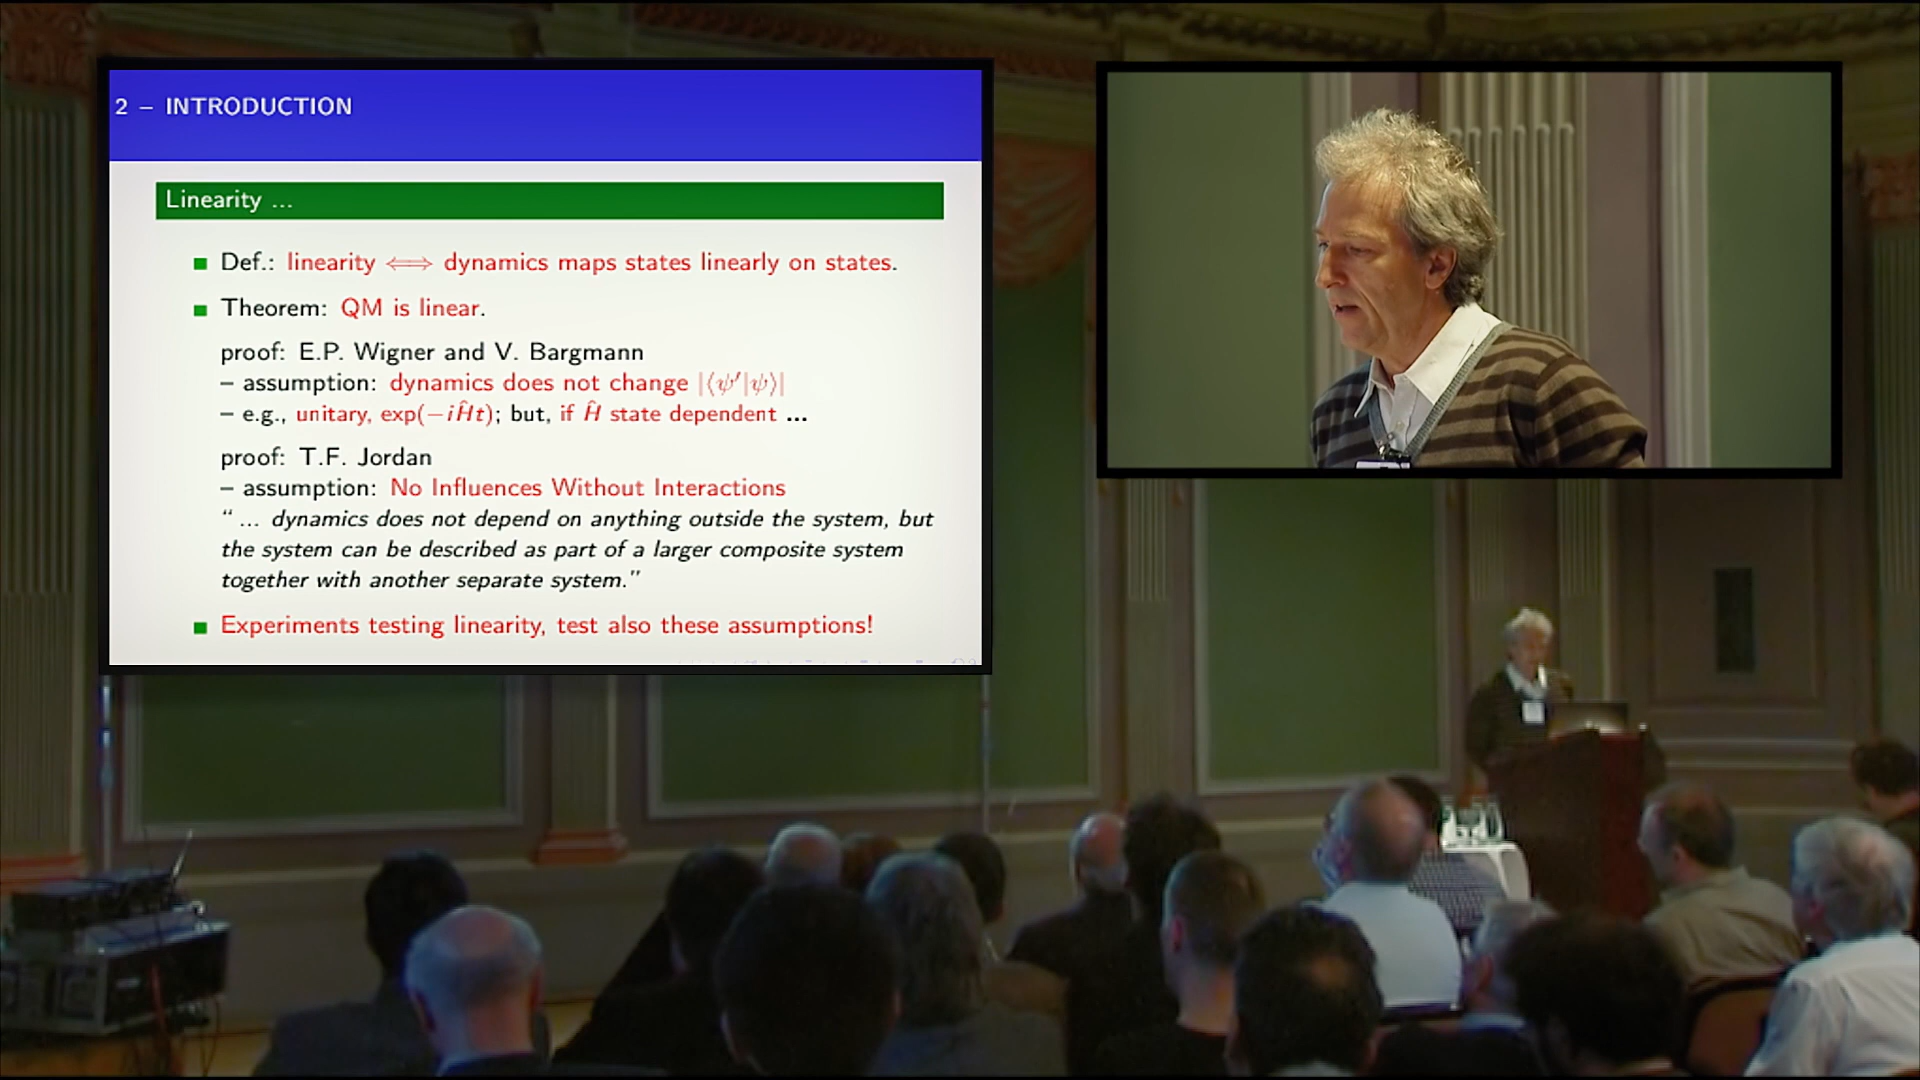 2 – INTRODUCTION
Linearity ...
Def.: linearity ⟺ dynamics maps states linearly on states.
Theorem: QM is linear.
proof: E.P. Wigner and V. Bargmann
– assumption: dynamics does not change |⟨ψ′|ψ⟩|
– e.g., unitary, exp(−iĤt); but, if Ĥ state dependent ...
proof: T.F. Jordan
– assumption: No Influences Without Interactions
“ ... dynamics does not depend on anything outside the system, but
the system can be described as part of a larger composite system
together with another separate system.”
Experiments testing linearity, test also these assumptions!